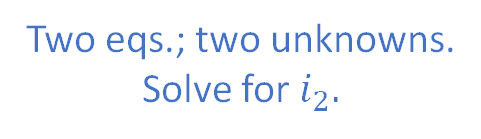 Two eqs.; two unknowns.
Solve for i₂.